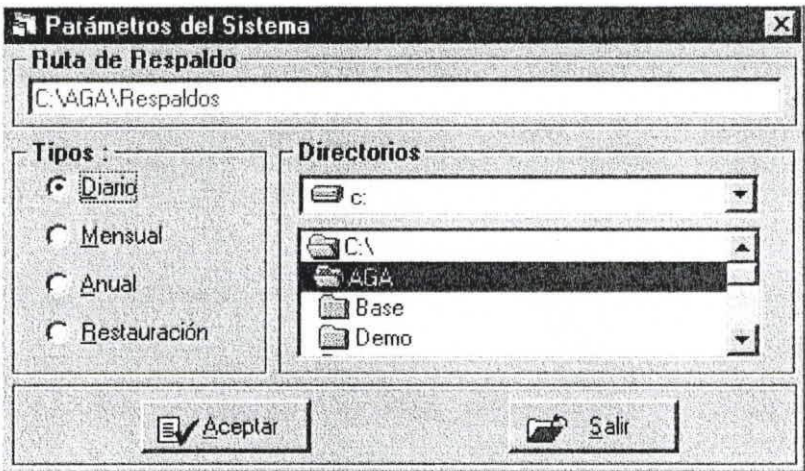 Parámetros del Sistema
Ruta de Respaldo
C:\AGA\Respaldos
Tipos :
Diario
Mensual
Anual
Restauración
Directorios
c:
C:\
AGA
Base
Demo
Aceptar
Salir